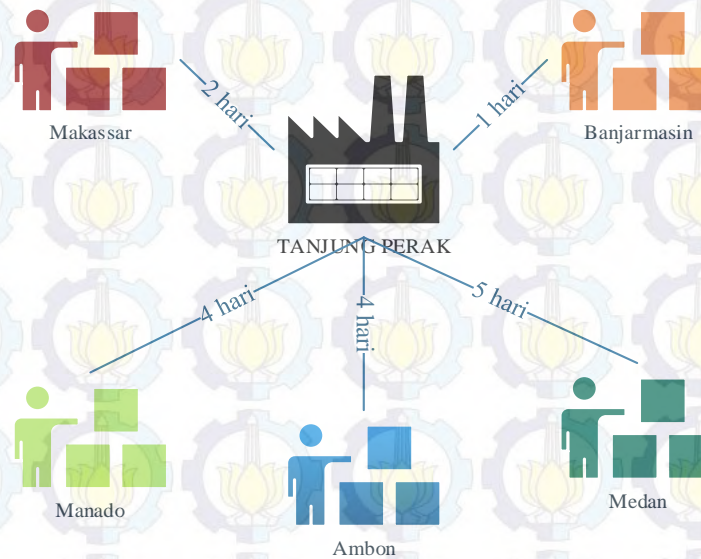 Makassar
2 hari
1 hari
Banjarmasin
TANJUNG PERAK
4 hari
4 hari
5 hari
Manado
Ambon
Medan